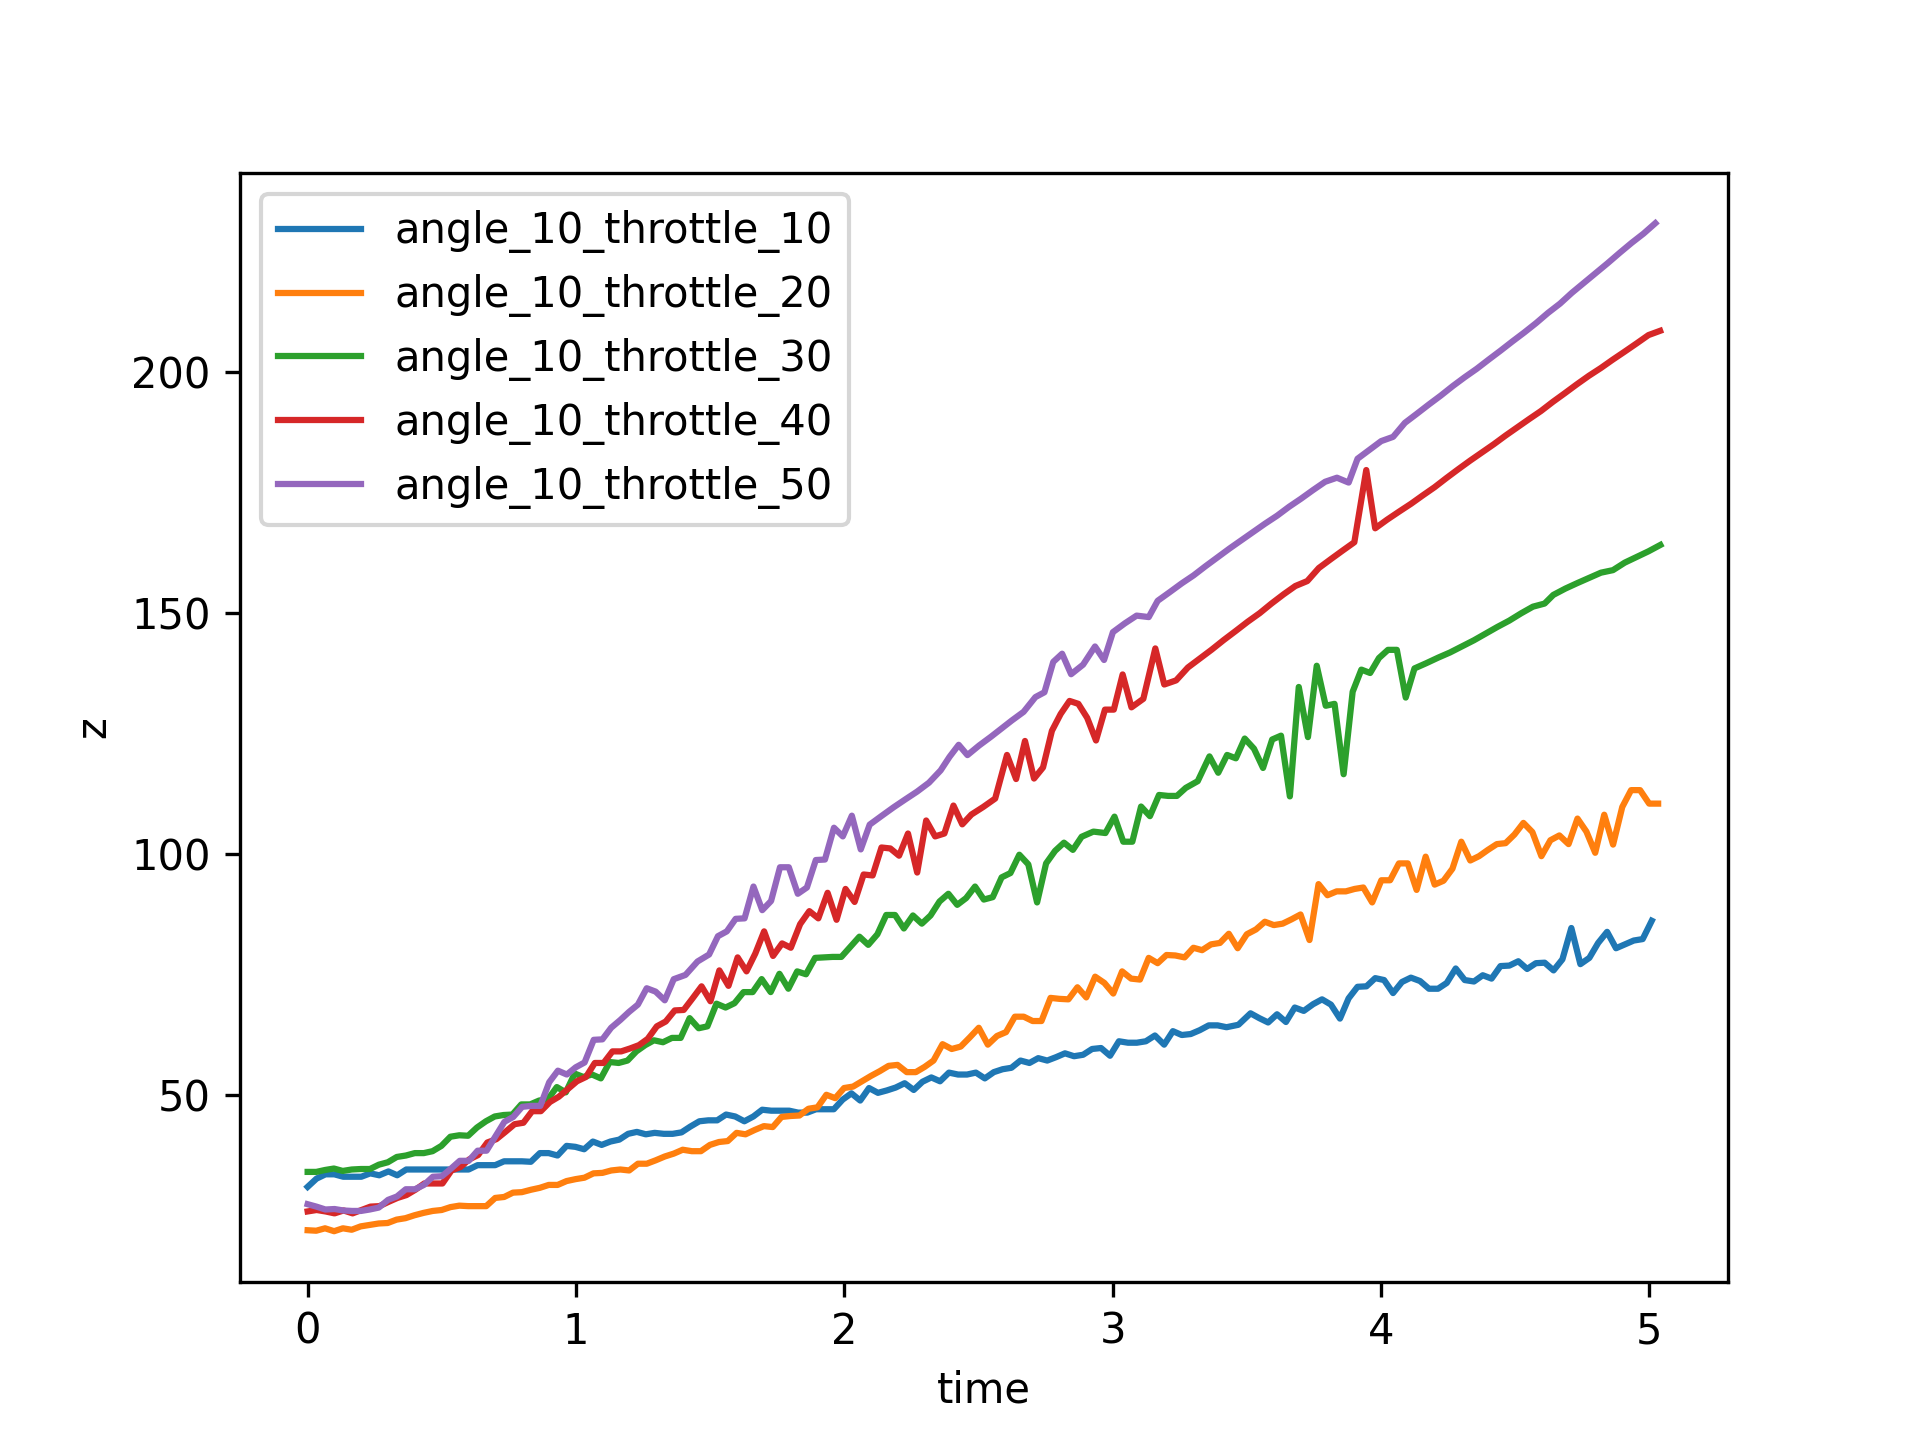 angle_10_throttle_10
angle_10_throttle_20
angle_10_throttle_30
angle_10_throttle_40
angle_10_throttle_50
200
150
100
50
z
0 1 2 3 4 5
time